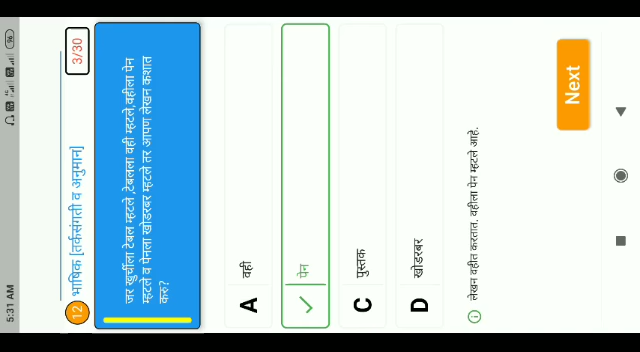 5:31 AM
96
12 भाषिक [तर्कसंगती व अनुमान]
3/30
जर खुर्चीला टेबल म्हटले ,टेबलला वही म्हटले,वहीला पेन
म्हटले व पेनला खोडरबर म्हटले तर आपण लेखन कशात
करु?
A वही
पेन
C पुस्तक
D खोडरबर
लेखन वहीत करतात. वहीला पेन म्हटले आहे.
Next